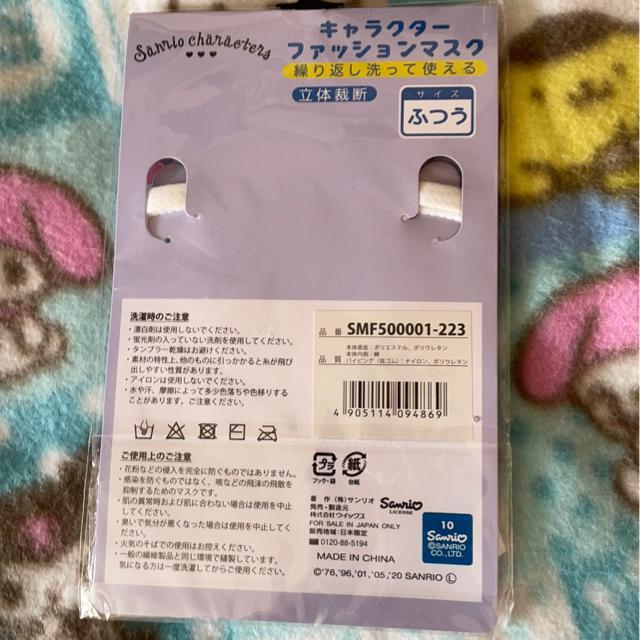 Sanrio characters
キャラクター
ファッションマスク
繰り返し洗って使える
立体裁断
サイズ
ふつう
洗濯時のご注意
・漂白剤は使用しないでください。
・蛍光剤の入っていない洗剤を使用してください。
・タンブラー乾燥はお避けください。
・素材の特性上、他のものに引っかかると糸が飛び
出しやすい性質があります。
・アイロンは使用しないでください。
・水や汗、摩擦によって多少色落ちや色移りする
ことがあります。ご注意ください。
品番 SMF500001-223
本体表面：ポリエステル、ポリウレタン
本体内側：綿
品質 パイピング（耳ゴム）：ナイロン、ポリウレタン
4 905114 094869
ご使用上のご注意
・花粉などの侵入を完全に防ぐものではありません。
・感染を防ぐものではなく、咳などの飛沫の飛散を
抑制するためのマスクです。
・肌の異常時および肌に合わない場合は使用を中止し
てください。
・臭いで気分が悪くなった場合は使用を中止してく
ださい。
・火気のそばでの使用はお控えください。
・一般の繊維製品と同じ環境で縫製しています。
気になる方は一度洗濯してからご使用ください。
プラ
フック・袋
紙
台紙
著作 (株)サンリオ
発売・製造元
株式会社ウイックス
FOR SALE IN JAPAN ONLY
販売地域：日本限定
0120-88-5194
Sanrio
LICENSE
10
Sanrio
©SANRIO
CO.,LTD.
MADE IN CHINA
©'76,'96,'01,'05,'20 SANRIO Ⓛ